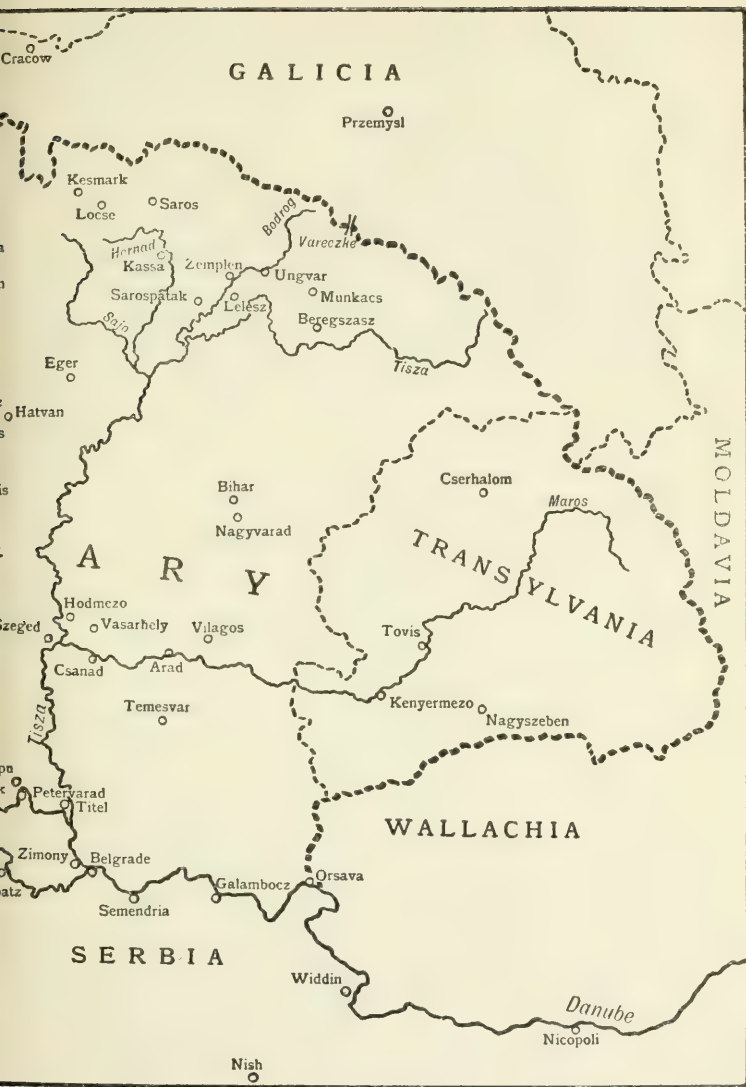 Cracow
GALICIA
Przemysl
Kesmark
Locse
Saros
Bodrog
Vareczke
Hernad
Kassa
Zemplen
Ungvar
Munkacs
Sarospatak
Lelesz
Beregszasz
Sajo
Tisza
Eger
Hatvan
MOLDAVIA
Cserhalom
Maros
Bihar
Nagyvarad
TRANSYLVANIA
ARY
Hodmezo
Vasarhely
Vilagos
Szeged
Tovis
Csanad
Arad
Kenyermezo
Nagyszeben
Temesvar
Tisza
Petervarad
Titel
WALLACHIA
Zimony
Belgrade
Galambocz
Orsava
Semendria
SERBIA
Widdin
Danube
Nicopoli
Nish